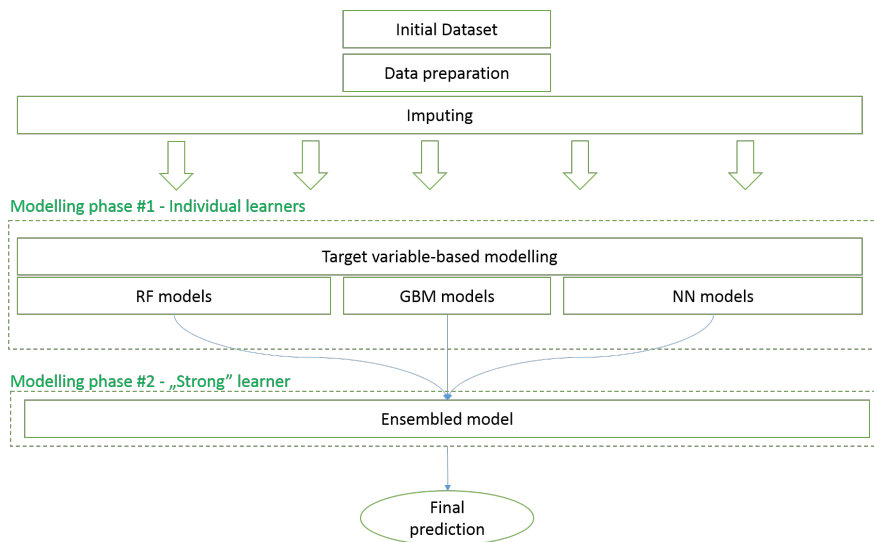 Initial Dataset
Data preparation
Imputing
Modelling phase #1 - Individual learners
Target variable-based modelling
RF models
GBM models
NN models
Modelling phase #2 - „Strong” learner
Ensembled model
Final
prediction